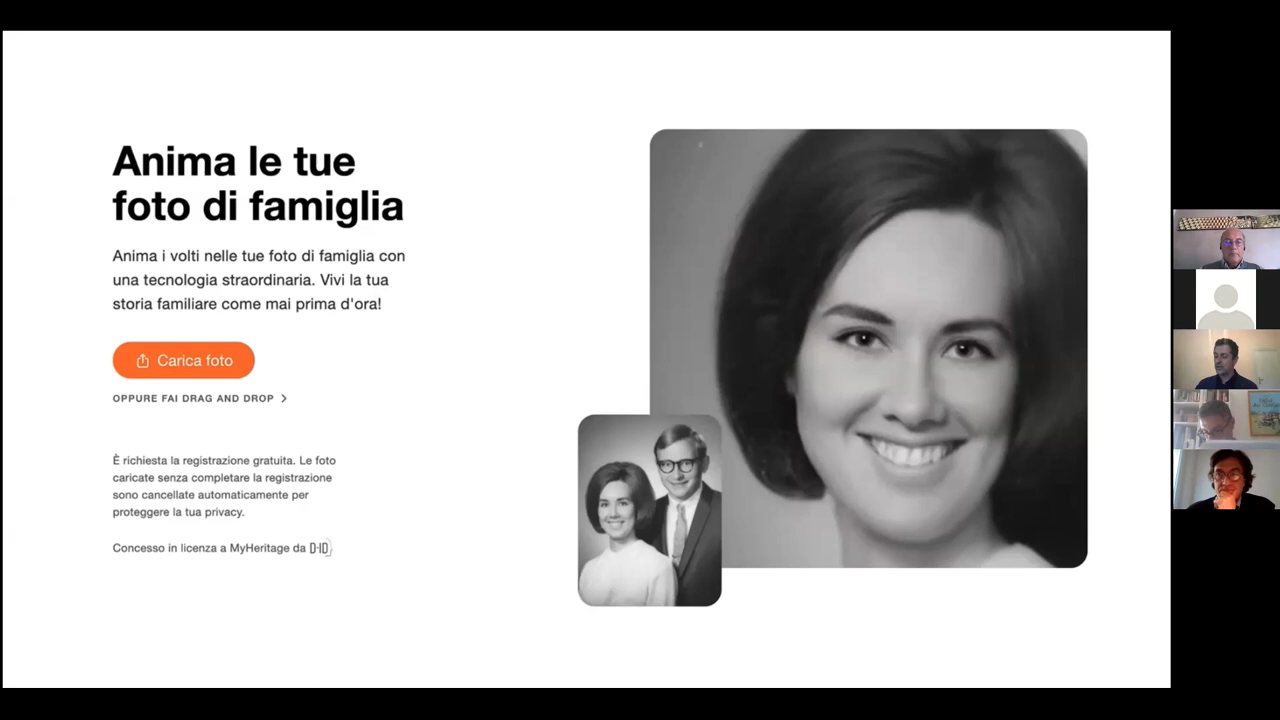 Anima le tue
foto di famiglia
Anima i volti nelle tue foto di famiglia con
una tecnologia straordinaria. Vivi la tua
storia familiare come mai prima d'ora!
Carica foto
OPPURE FAI DRAG AND DROP
È richiesta la registrazione gratuita. Le foto
caricate senza completare la registrazione
sono cancellate automaticamente per
proteggere la tua privacy.
Concesso in licenza a MyHeritage da D-ID